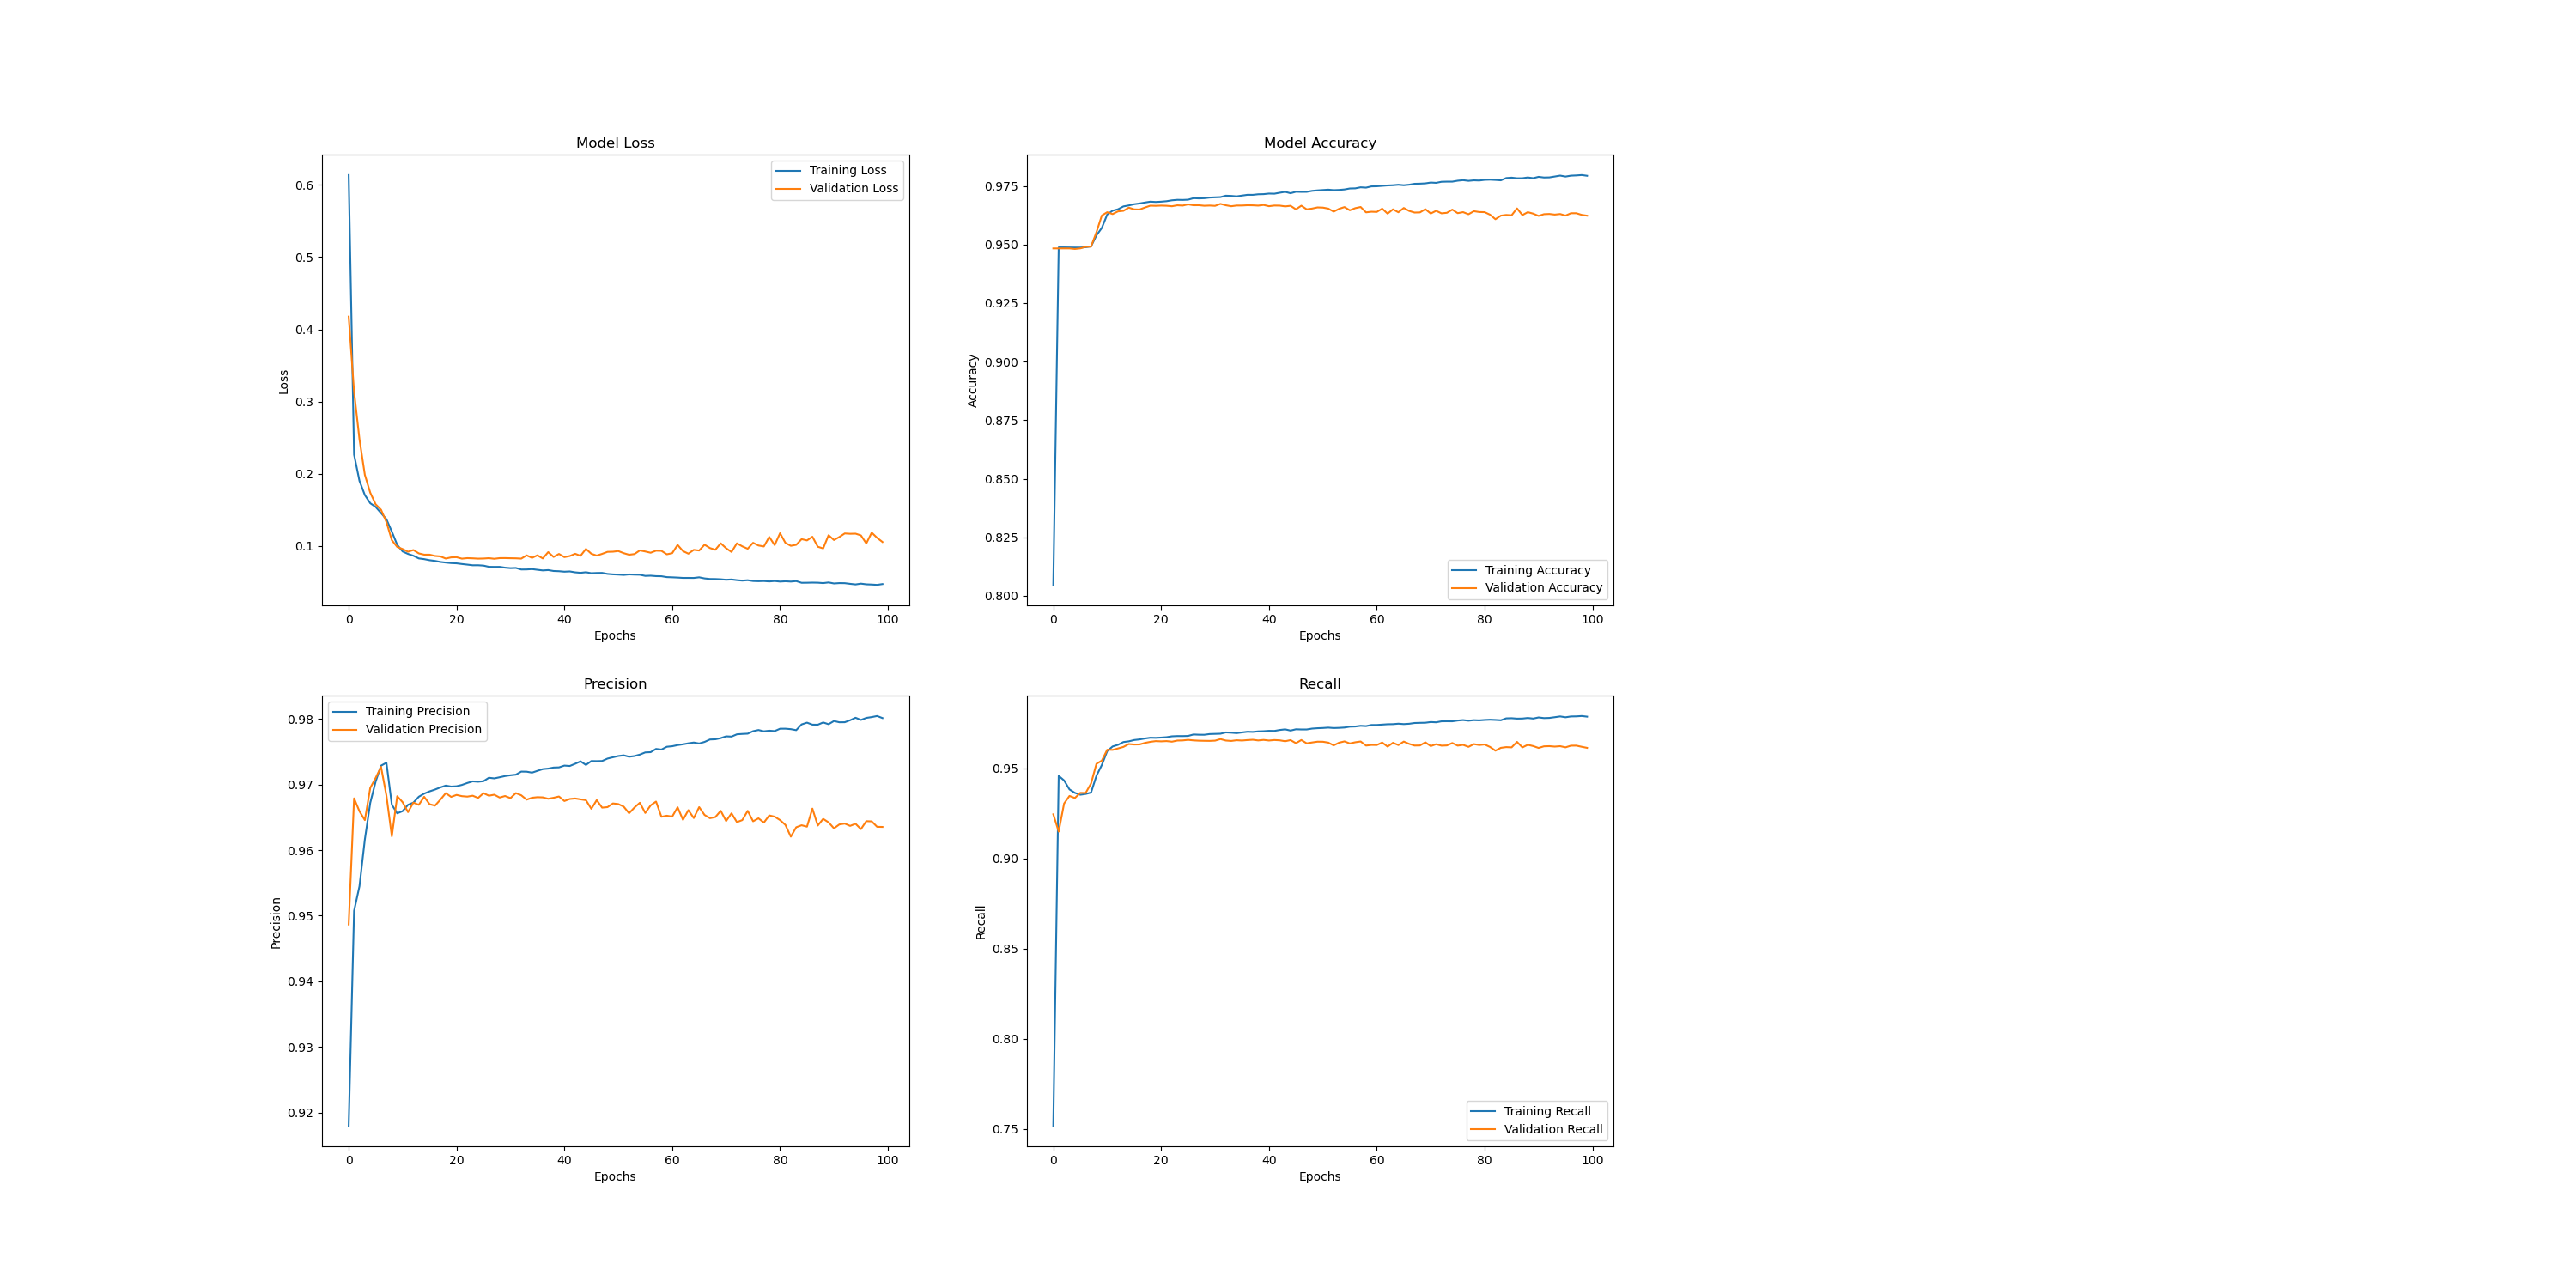 Model Loss
Training Loss
Validation Loss
0.6
0.5
0.4
0.3
0.2
0.1
Loss
0 20 40 60 80 100
Epochs
Model Accuracy
0.975
0.950
0.925
0.900
0.875
0.850
0.825
0.800
Accuracy
Training Accuracy
Validation Accuracy
0 20 40 60 80 100
Epochs
Precision
Training Precision
Validation Precision
0.98
0.97
0.96
0.95
0.94
0.93
0.92
Precision
0 20 40 60 80 100
Epochs
Recall
0.95
0.90
0.85
0.80
0.75
Recall
Training Recall
Validation Recall
0 20 40 60 80 100
Epochs